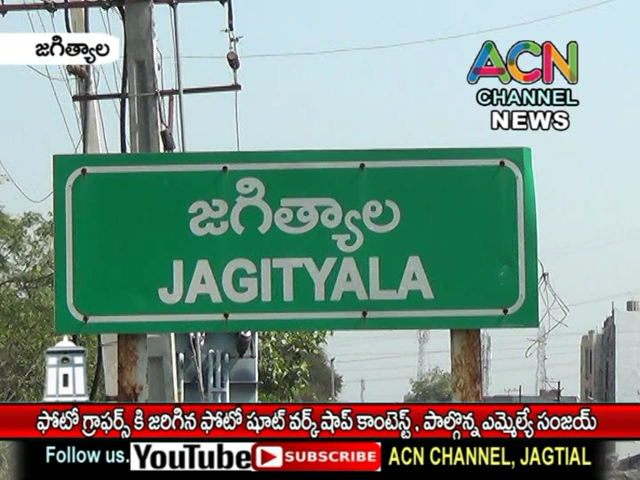 జగిత్యాల
ACN
CHANNEL
NEWS
జగిత్యాల
JAGITYALA
ఫోటో గ్రాఫర్స్ కి జరిగిన ఫోటో షూట్ వర్క్ షాప్ కాంటెస్ట్ , పాల్గొన్న ఎమ్మెల్యే సంజయ్
Follow us. YouTube SUBSCRIBE ACN CHANNEL, JAGTIAL